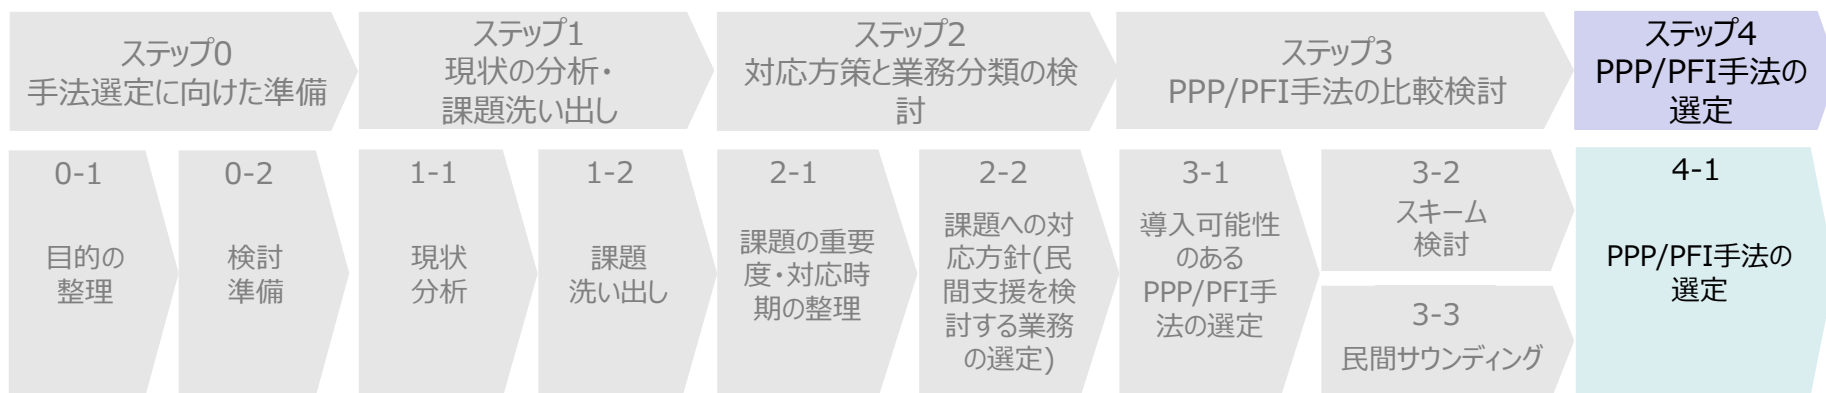 ステップ0
手法選定に向けた準備
ステップ1
現状の分析・
課題洗い出し
ステップ2
対応方策と業務分類の検
討
ステップ3
PPP/PFI手法の比較検討
ステップ4
PPP/PFI手法の
選定
0-1
目的の
整理
0-2
検討
準備
1-1
現状
分析
1-2
課題
洗い出し
2-1
課題の重要
度・対応時
期の整理
2-2
課題への対
応方針(民
間支援を検
討する業務
の選定)
3-1
導入可能性
のある
PPP/PFI手
法の選定
3-2
スキーム
検討
3-3
民間サウンディング
4-1
PPP/PFI手法の
選定